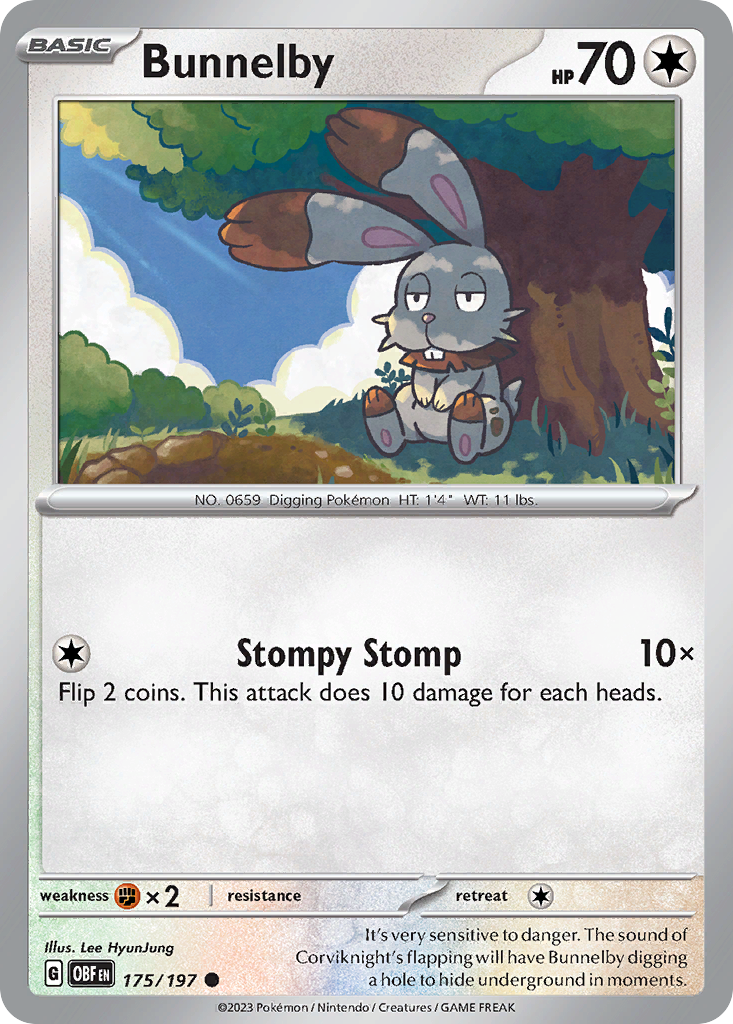 BASIC
Bunnelby
HP 70
NO. 0659 Digging Pokémon HT: 1'4" WT: 11 lbs.
Stompy Stomp 10×
Flip 2 coins. This attack does 10 damage for each heads.
weakness ×2 resistance retreat
Illus. Lee HyunJung
It's very sensitive to danger. The sound of
Corviknight's flapping will have Bunnelby digging
a hole to hide underground in moments.
G OBF EN 175/197
©2023 Pokémon / Nintendo / Creatures / GAME FREAK